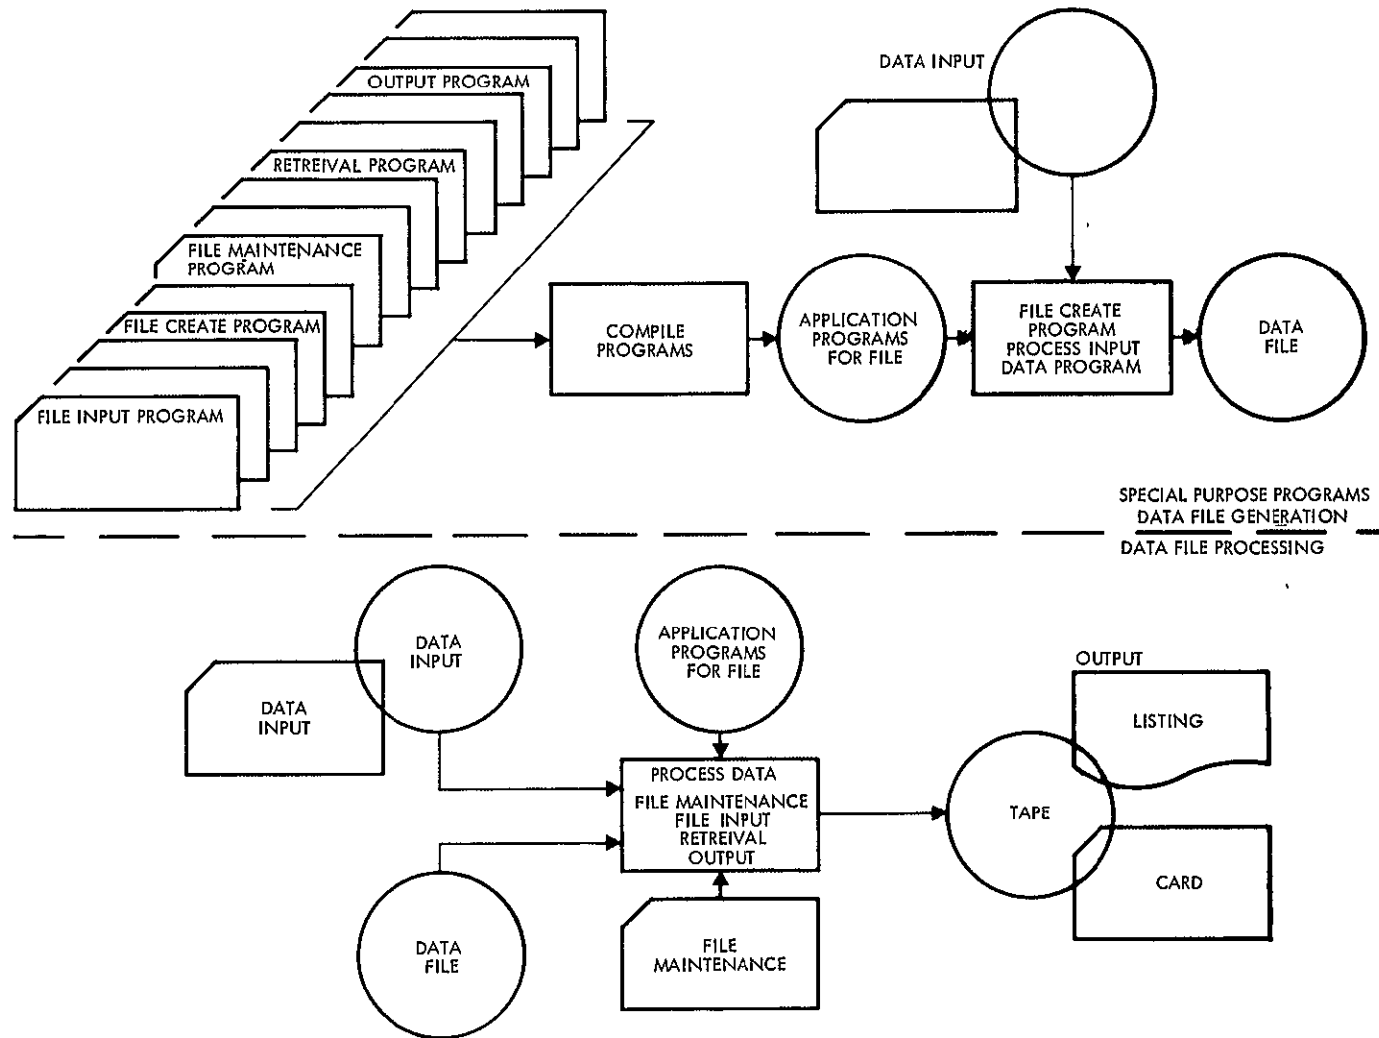 OUTPUT PROGRAM
RETREIVAL PROGRAM
FILE MAINTENANCE
PROGRAM
FILE CREATE PROGRAM
FILE INPUT PROGRAM
DATA INPUT
COMPILE
PROGRAMS
APPLICATION
PROGRAMS
FOR FILE
FILE CREATE
PROGRAM
PROCESS INPUT
DATA PROGRAM
DATA
FILE
SPECIAL PURPOSE PROGRAMS
DATA FILE GENERATION
DATA FILE PROCESSING
DATA
INPUT
DATA
INPUT
APPLICATION
PROGRAMS
FOR FILE
PROCESS DATA
FILE MAINTENANCE
FILE INPUT
RETREIVAL
OUTPUT
DATA
FILE
FILE
MAINTENANCE
TAPE
OUTPUT
LISTING
CARD